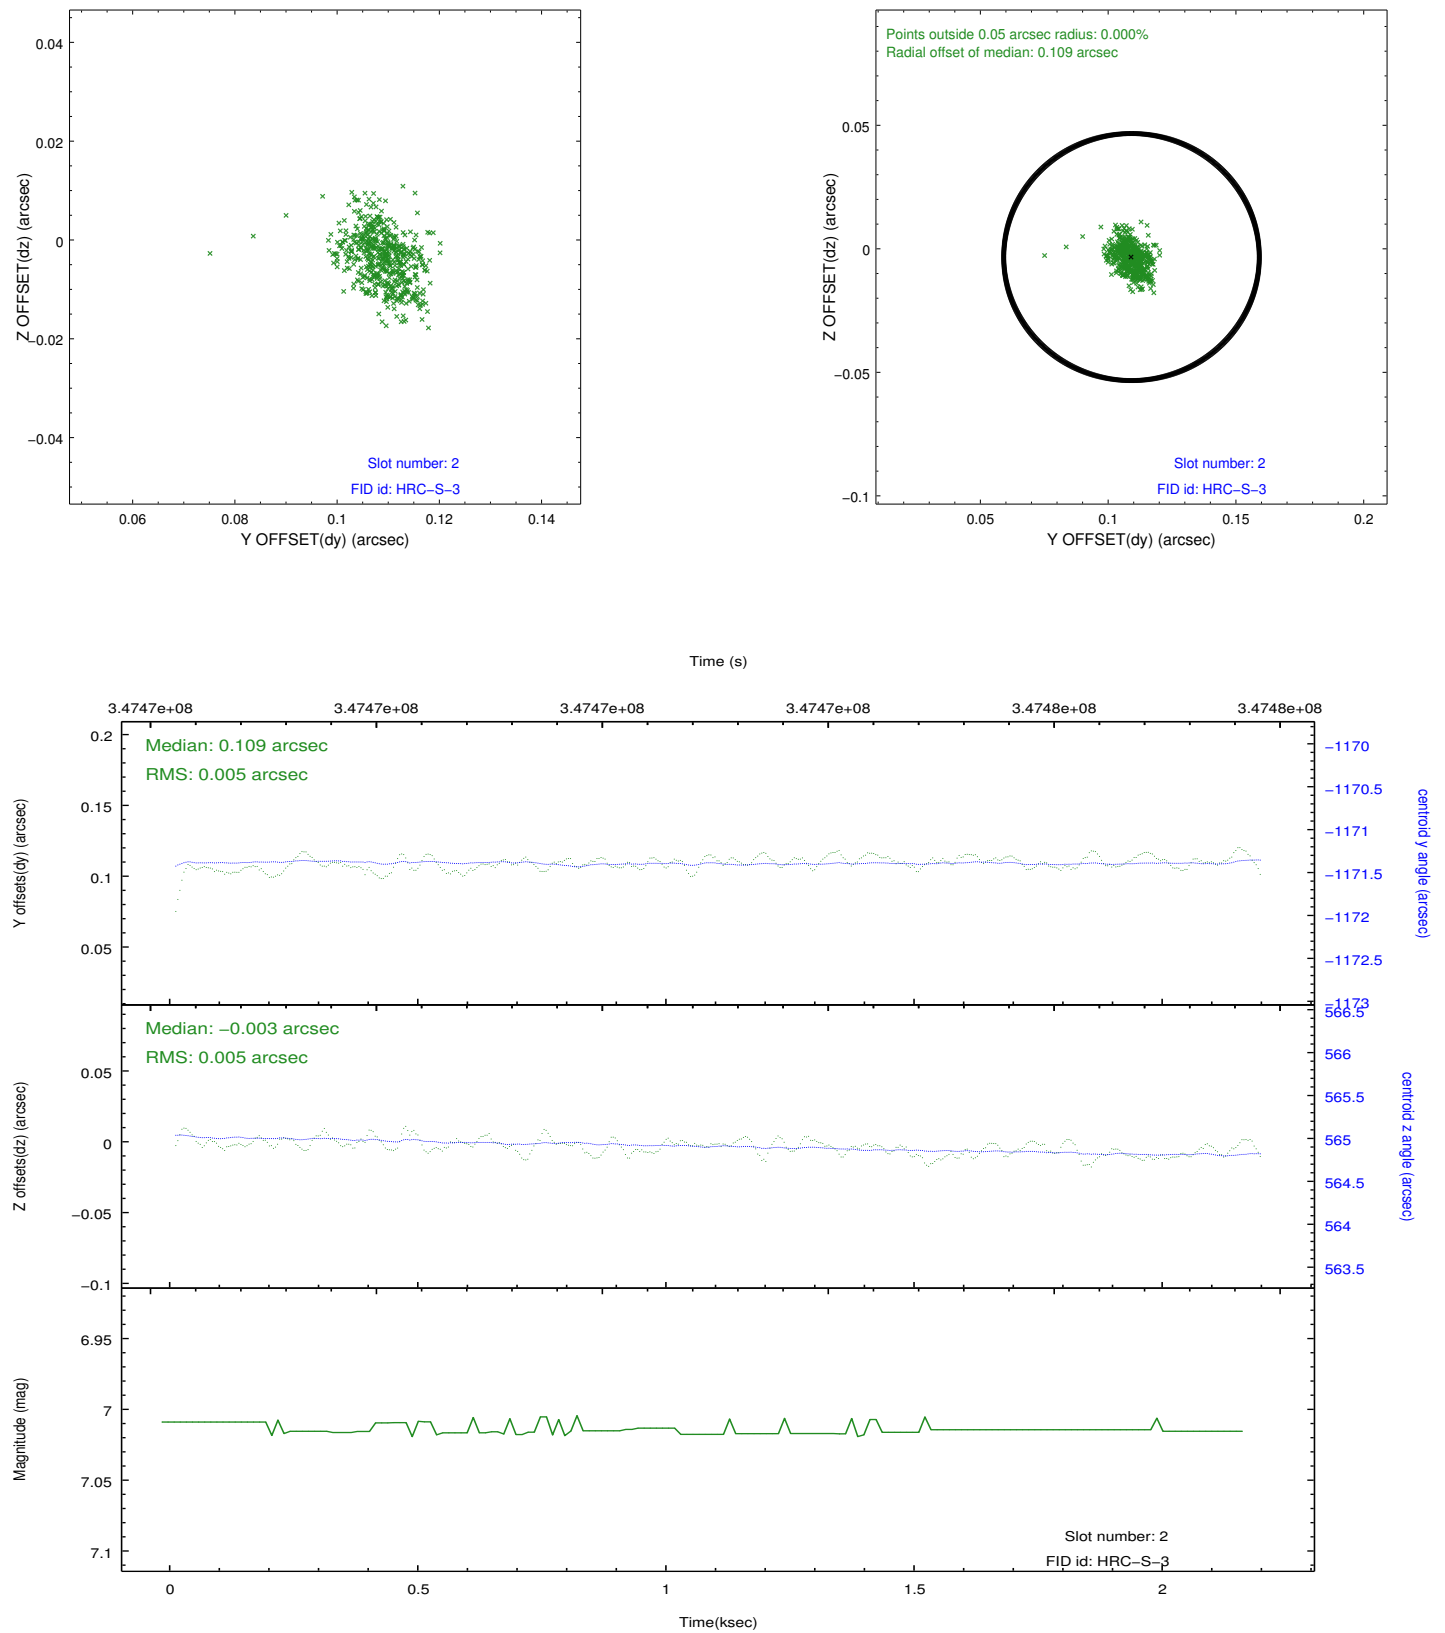 0.04
0.02
0
−0.02
−0.04
Z OFFSET(dz) (arcsec)
Slot number: 2
FID id: HRC−S−3
0.06
0.08
0.1
0.12
0.14
Y OFFSET(dy) (arcsec)
Points outside 0.05 arcsec radius: 0.000%
Radial offset of median: 0.109 arcsec
0.05
0
−0.05
−0.1
Z OFFSET(dz) (arcsec)
Slot number: 2
FID id: HRC−S−3
0.05
0.1
0.15
0.2
Y OFFSET(dy) (arcsec)
Time (s)
3.4747e+08
3.4747e+08
3.4747e+08
3.4747e+08
3.4748e+08
3.4748e+08
Median: 0.109 arcsec
RMS: 0.005 arcsec
0.2
0.15
0.1
0.05
Y offsets(dy) (arcsec)
−1170
−1170.5
−1171
−1171.5
−1172
−1172.5
−1173
centroid y angle (arcsec)
Median: −0.003 arcsec
RMS: 0.005 arcsec
0.05
0
−0.05
−0.1
Z offsets(dz) (arcsec)
566.5
566
565.5
565
564.5
564
563.5
centroid z angle (arcsec)
6.95
7
7.05
7.1
Magnitude (mag)
Slot number: 2
FID id: HRC−S−3
0
0.5
1
1.5
2
Time(ksec)